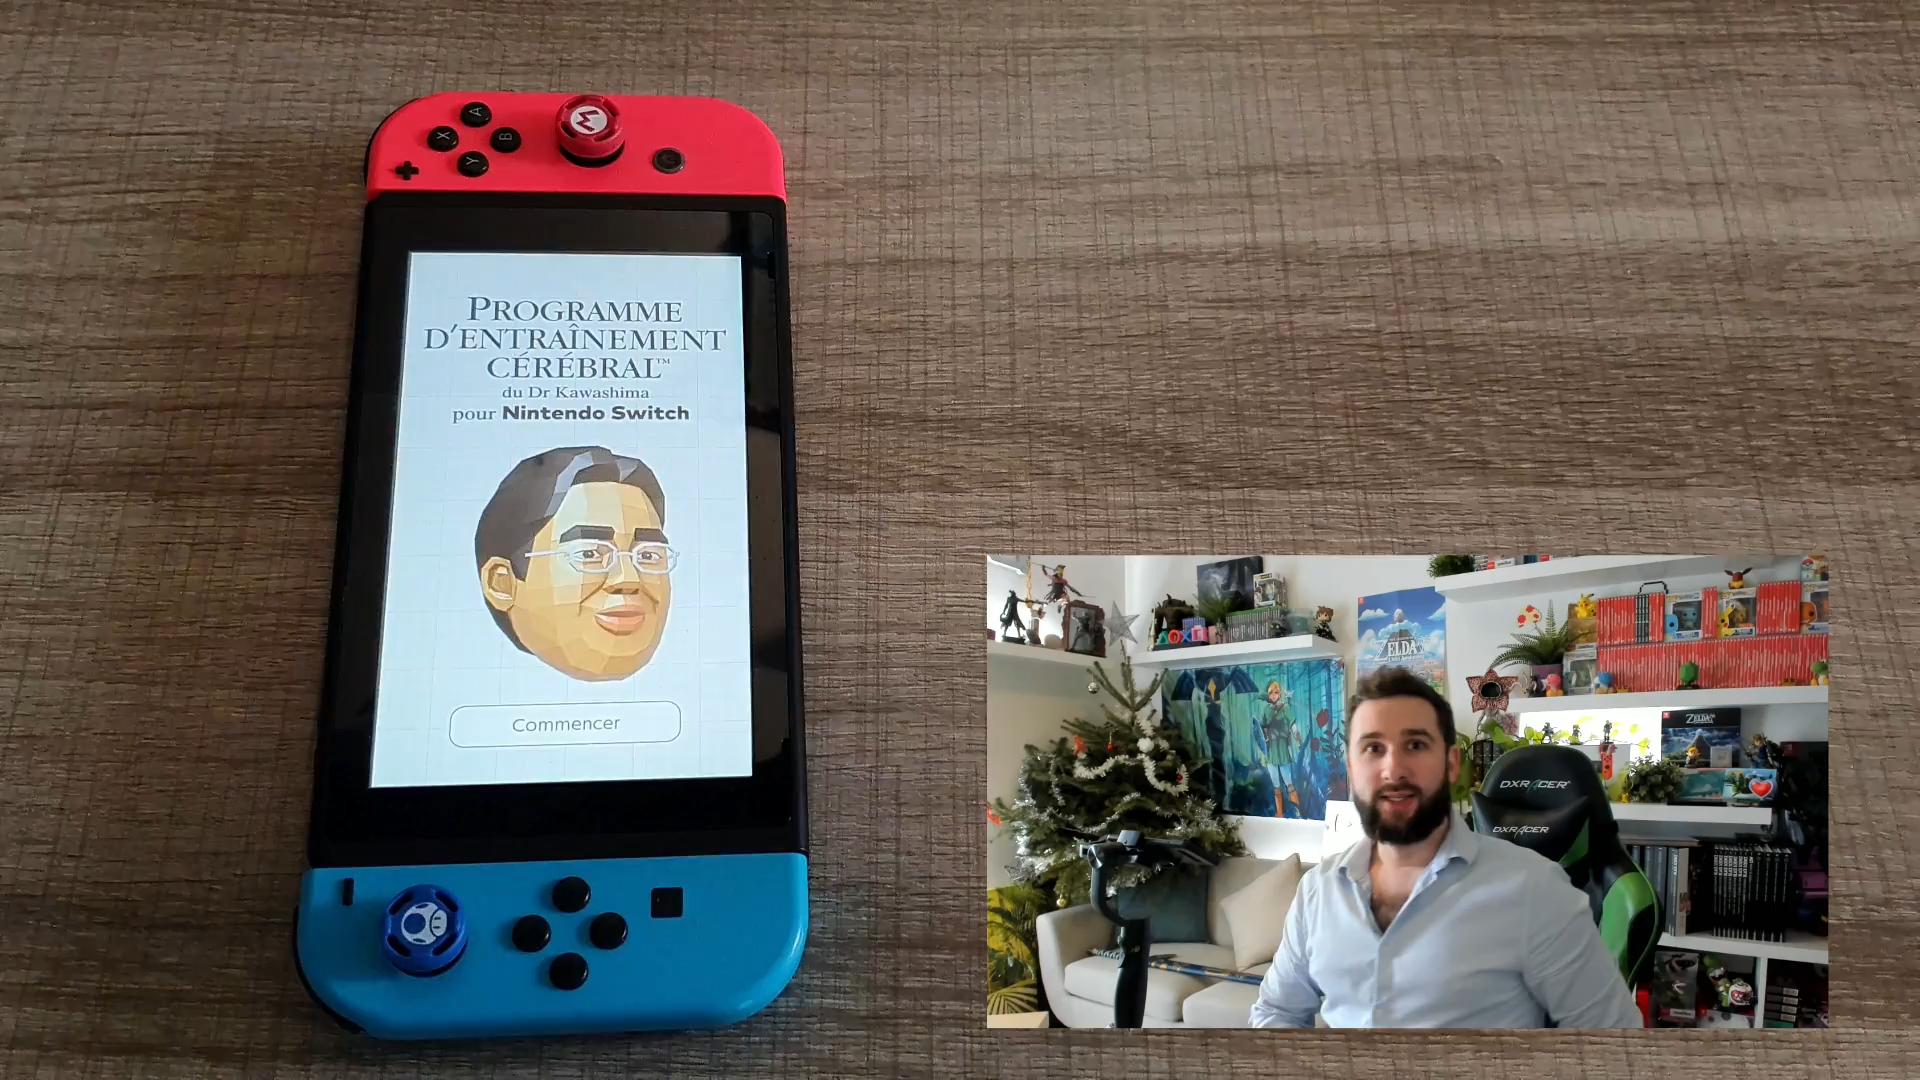 A
X
B
Y
M
PROGRAMME
D'ENTRAÎNEMENT
CÉRÉBRAL™
du Dr Kawashima
pour Nintendo Switch
Commencer
ZELDA
ZELDA
DXRACER
DXRACER